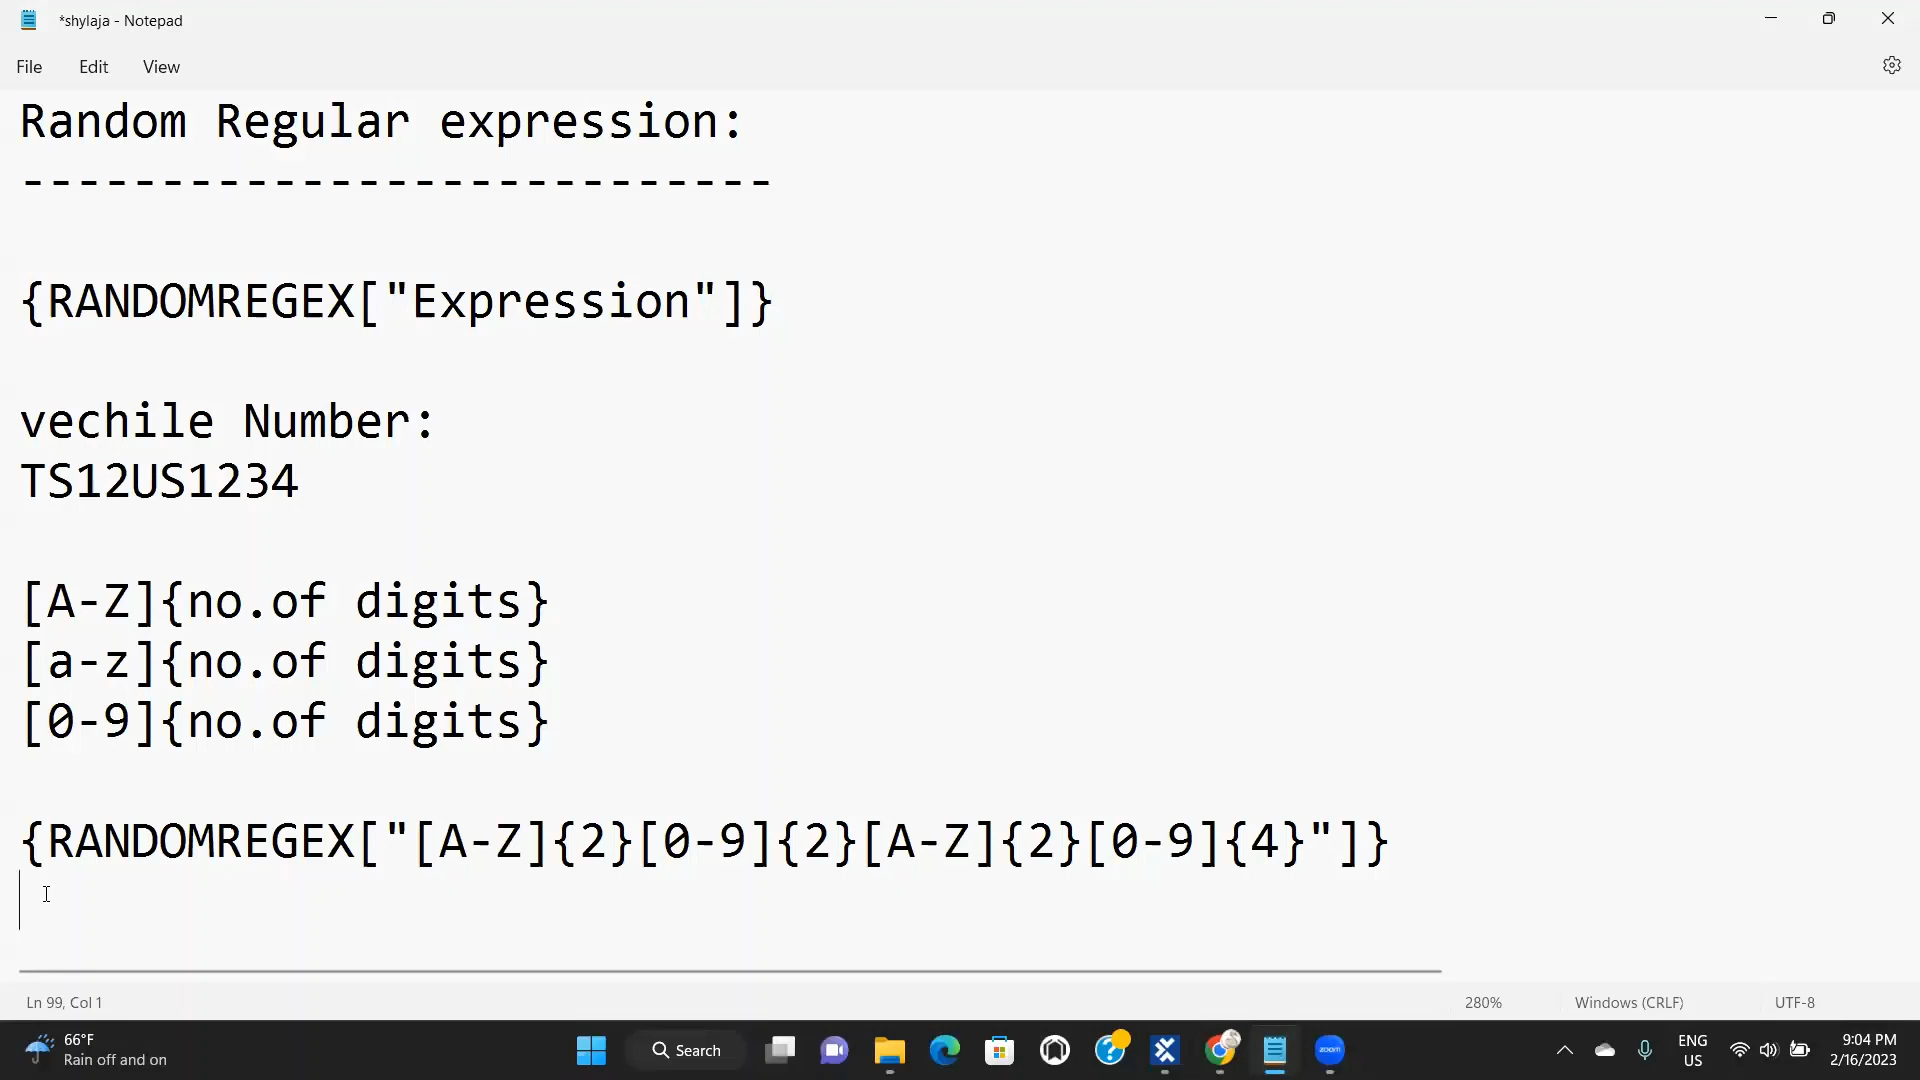 *shylaja - Notepad
File Edit View
Random Regular expression:
---------------------------
{RANDOMREGEX["Expression"]}
vechile Number:
TS12US1234
[A-Z]{no.of digits}
[a-z]{no.of digits}
[0-9]{no.of digits}
{RANDOMREGEX["[A-Z]{2}[0-9]{2}[A-Z]{2}[0-9]{4}"]}
Ln 99, Col 1 280% Windows (CRLF) UTF-8
66°F
Rain off and on
Search
zoom
ENG
US
9:04 PM
2/16/2023